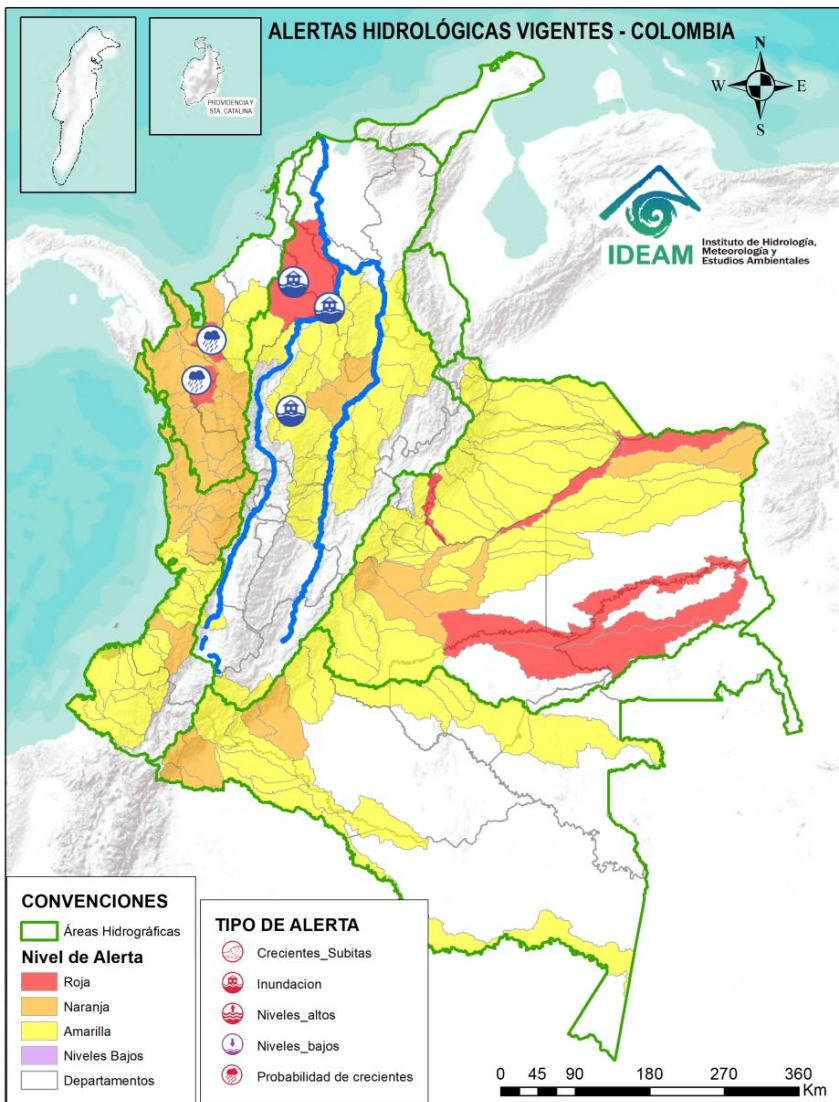 ALERTAS HIDROLÓGICAS VIGENTES - COLOMBIA
PROVIDENCIA Y
STA. CATALINA
N
W
E
S
IDEAM
Instituto de Hidrología,
Meteorología y
Estudios Ambientales
CONVENCIONES
Áreas Hidrográficas
Nivel de Alerta
Roja
Naranja
Amarilla
Niveles Bajos
Departamentos
TIPO DE ALERTA
Crecientes_Subitas
Inundacion
Niveles_altos
Niveles_bajos
Probabilidad de crecientes
0 45 90 180 270 360
Km